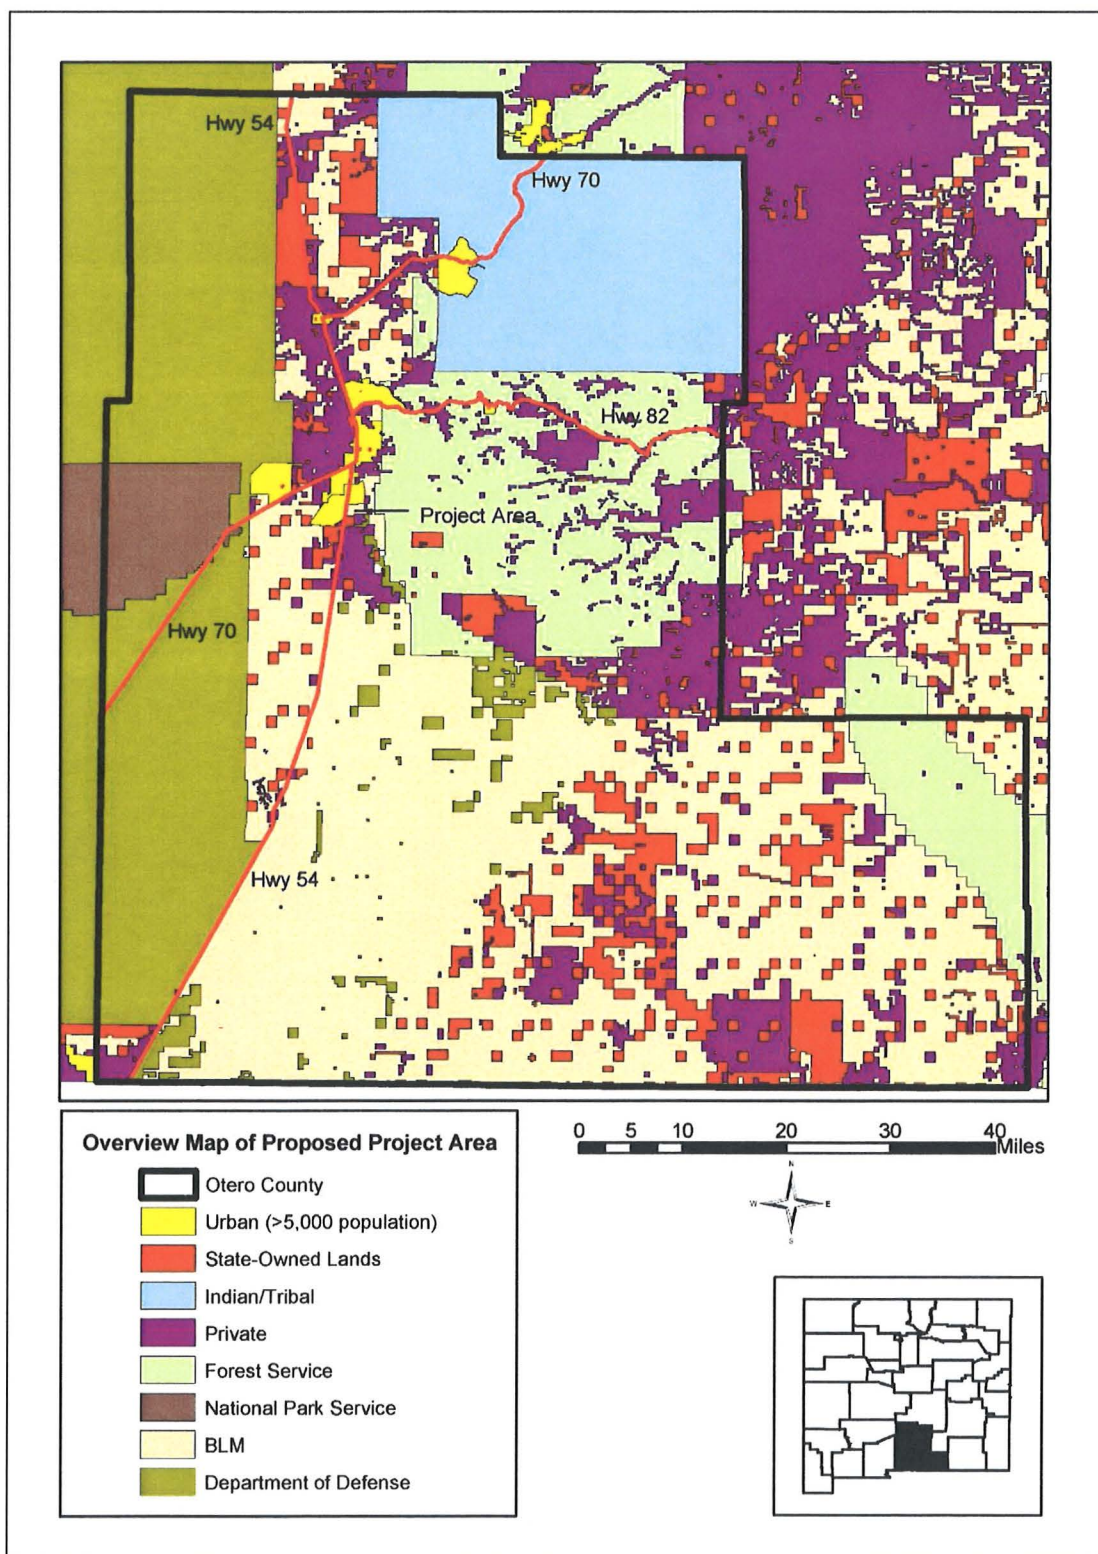 Hwy 54
Hwy 70
Hwy 82
Project Area
Hwy 70
Hwy 54
Overview Map of Proposed Project Area
Otero County
Urban (>5,000 population)
State-Owned Lands
Indian/Tribal
Private
Forest Service
National Park Service
BLM
Department of Defense
0 5 10 20 30 40 Miles
N
W E
S